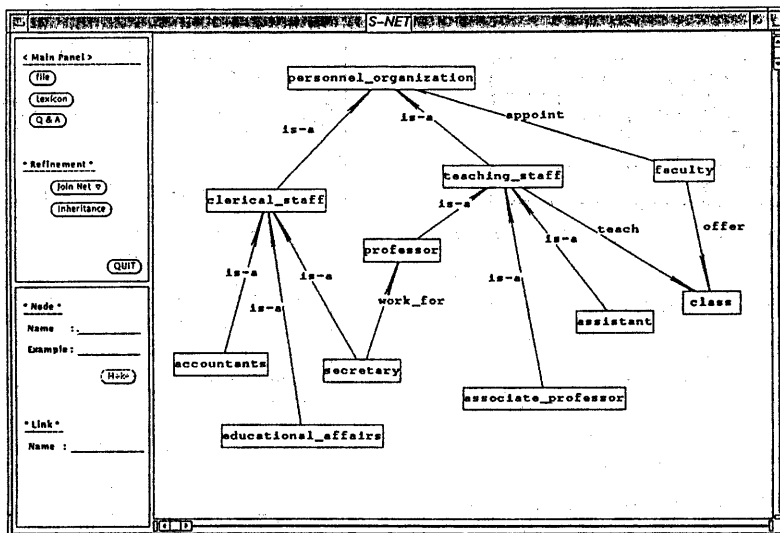 S-NET
< Main Panel >
file
Lexicon
Q & A
* Refinement *
Join Net
Inheritance
QUIT
* Node *
Name :
Example :
* Link *
Name :
personnel_organization
is-a
is-a
appoint
clerical_staff
teaching_staff
faculty
is-a
professor
is-a
teach
offer
is-a
is-a
is-a
is-a
work_for
class
assistant
accountants
secretary
associate_professor
educational_affairs